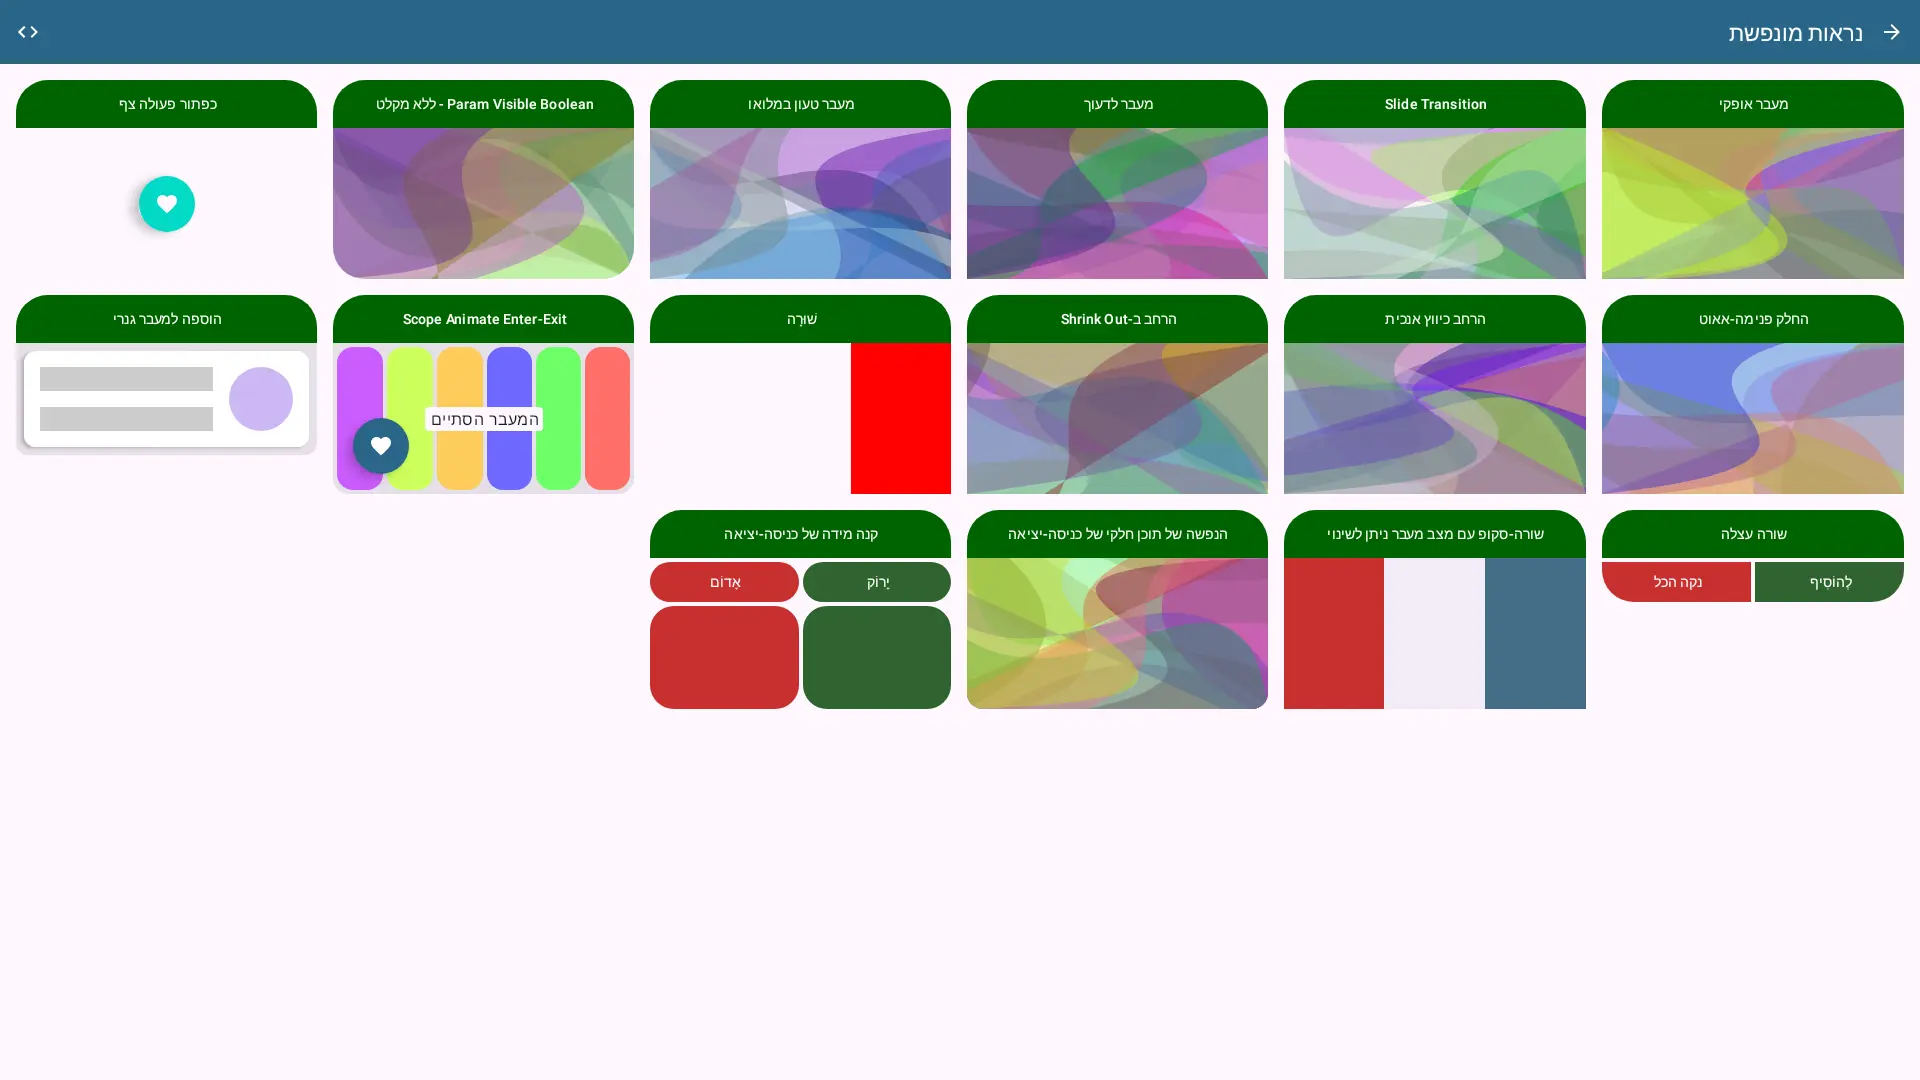 נראות מונפשת
מעבר אופקי
Slide Transition
מעבר לדעוך
מעבר טעון במלואו
Param Visible Boolean - ללא מקלט
כפתור פעולה צף
החלק פנימה-אאוט
הרחב כיווץ אנכית
הרחב ב-Shrink Out
שׁוּרָה
Scope Animate Enter-Exit
המעבר הסתיים
הוספה למעבר גנרי
שורה עצלה
שורה-סקופ עם מצב מעבר ניתן לשינוי
הנפשה של תוכן חלקי של כניסה-יציאה
קנה מידה של כניסה-יציאה
לְהוֹסִיף
נקה הכל
יָרוֹק
אָדוֹם